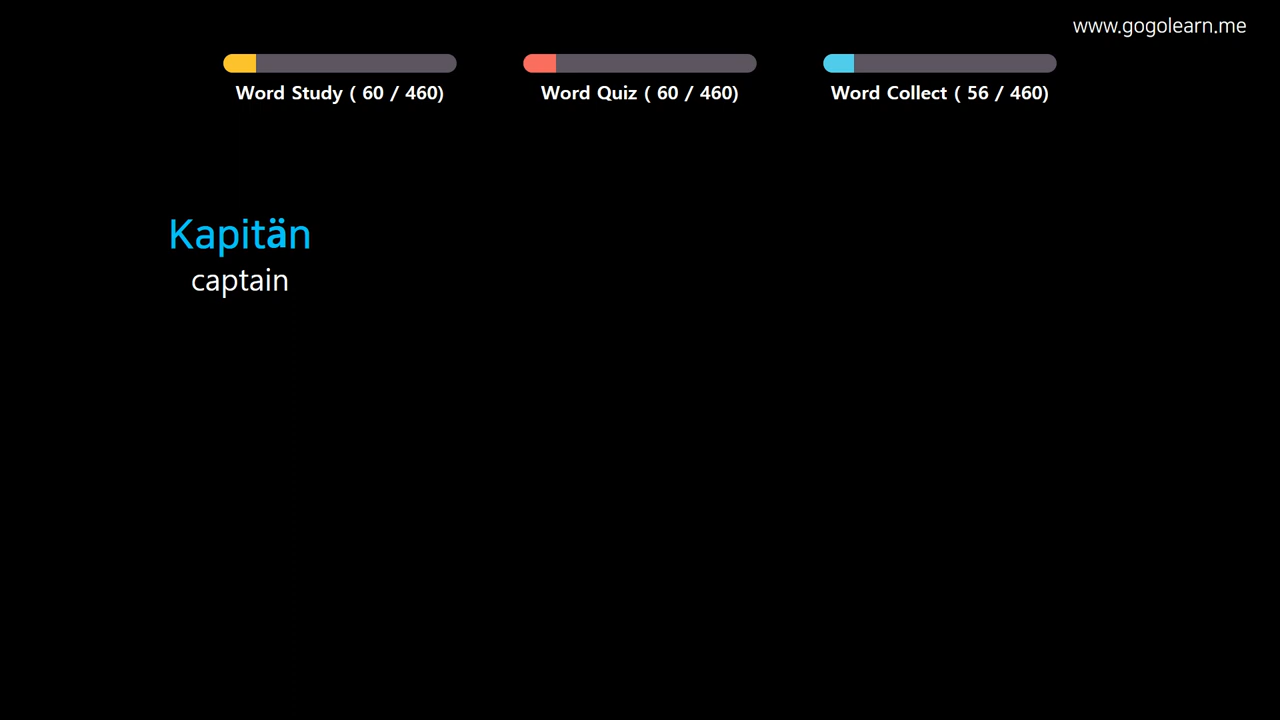 www.gogolearn.me
Word Study ( 60 / 460)
Word Quiz ( 60 / 460)
Word Collect ( 56 / 460)
Kapitän
captain